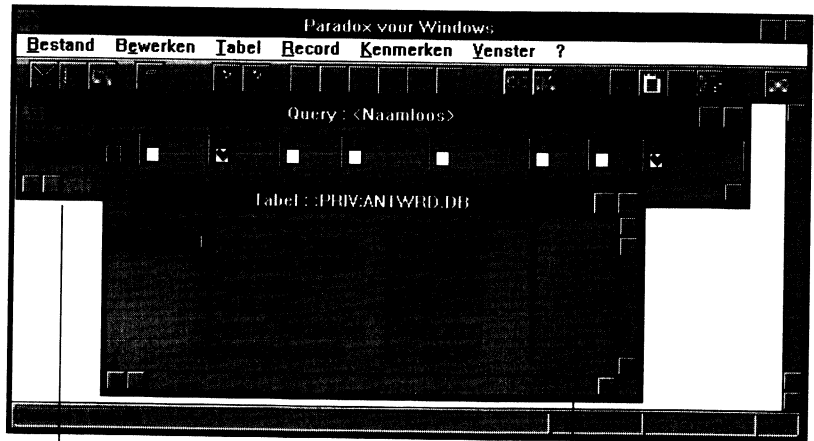 Paradox voor Windows
Bestand Bewerken Tabel Record Kenmerken Venster ?
Query : <Naamloos>
Tabel : :PRIV:ANTWRD.DB